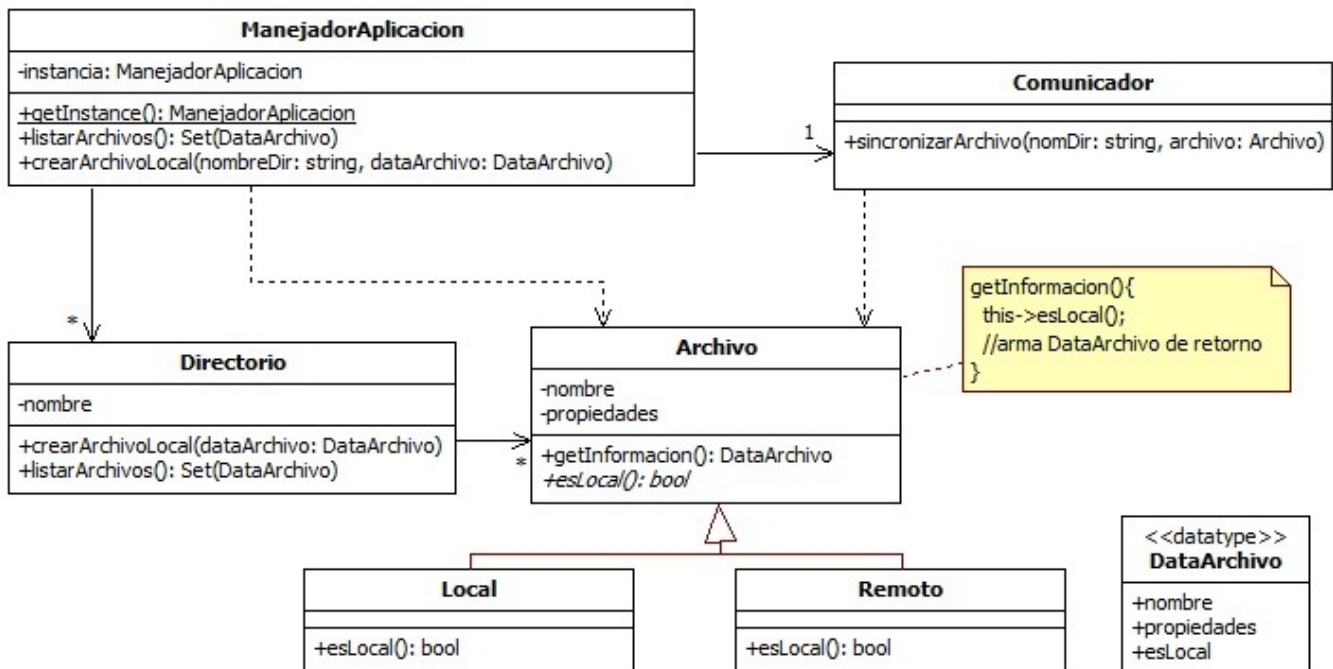 ManejadorAplicacion
-instancia: ManejadorAplicacion
+getInstance(): ManejadorAplicacion
+listarArchivos(): Set(DataArchivo)
+crearArchivoLocal(nombreDir: string, dataArchivo: DataArchivo)
Comunicador
+sincronizarArchivo(nomDir: string, archivo: Archivo)
1
*
getInformacion(){
this->esLocal();
//arma DataArchivo de retorno
}
Directorio
-nombre
+crearArchivoLocal(dataArchivo: DataArchivo)
+listarArchivos(): Set(DataArchivo)
*
Archivo
-nombre
-propiedades
+getInformacion(): DataArchivo
+esLocal(): bool
Local
+esLocal(): bool
Remoto
+esLocal(): bool
<<datatype>>
DataArchivo
+nombre
+propiedades
+esLocal